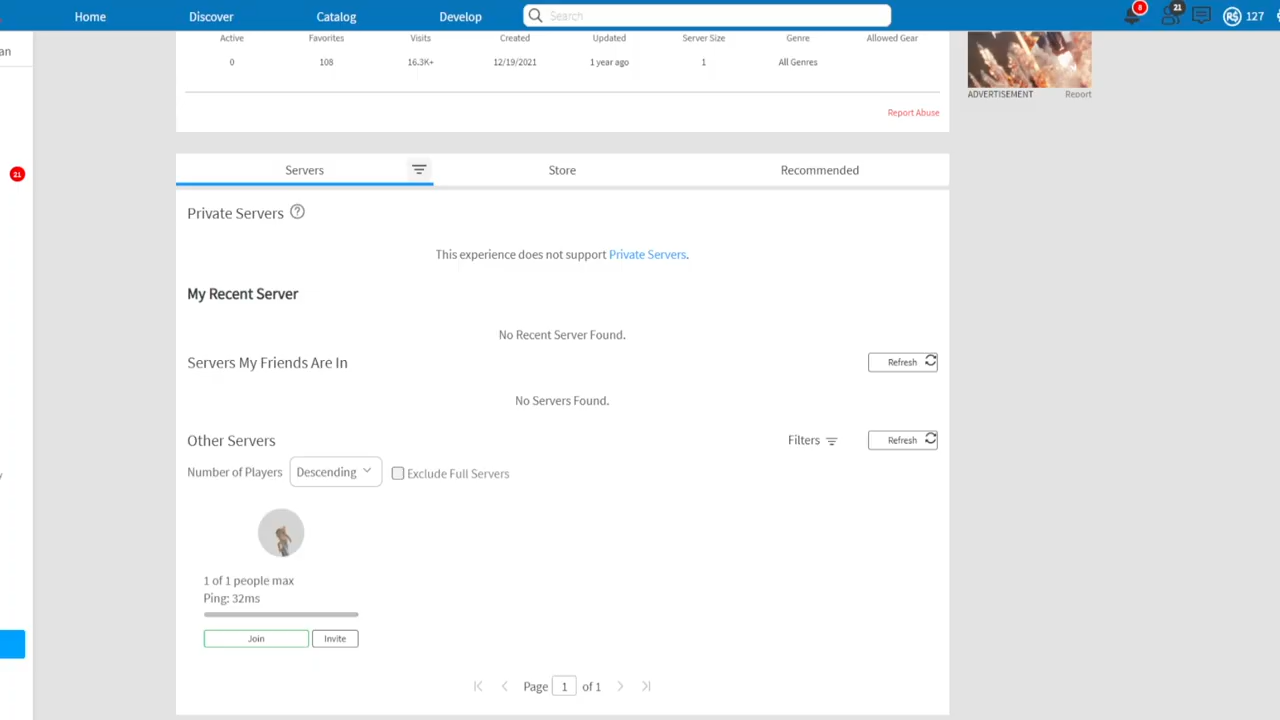 Home Discover Catalog Develop Search 8 21 127
an
Active Favorites Visits Created Updated Server Size Genre Allowed Gear
0 108 16.3K+ 12/19/2021 1 year ago 1 All Genres
ADVERTISEMENT Report
Report Abuse
21
Servers Store Recommended
Private Servers
This experience does not support Private Servers.
My Recent Server
No Recent Server Found.
Servers My Friends Are In Refresh
No Servers Found.
Other Servers Filters Refresh
Number of Players Descending Exclude Full Servers
1 of 1 people max
Ping: 32ms
Join Invite
Page 1 of 1